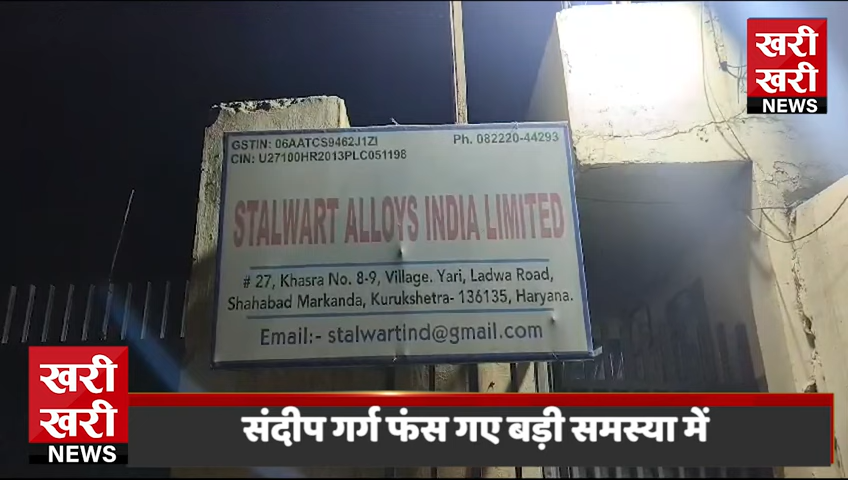 खरी
खरी
NEWS
GSTIN: 06AATCS9462J1ZI
Ph. 082220-44293
CIN: U27100HR2013PLC051198
STALWART ALLOYS INDIA LIMITED
# 27, Khasra No. 8-9, Village. Yari, Ladwa Road,
Shahabad Markanda, Kurukshetra- 136135, Haryana.
Email:- stalwartind@gmail.com
खरी
खरी
NEWS
संदीप गर्ग फंस गए बड़ी समस्या में